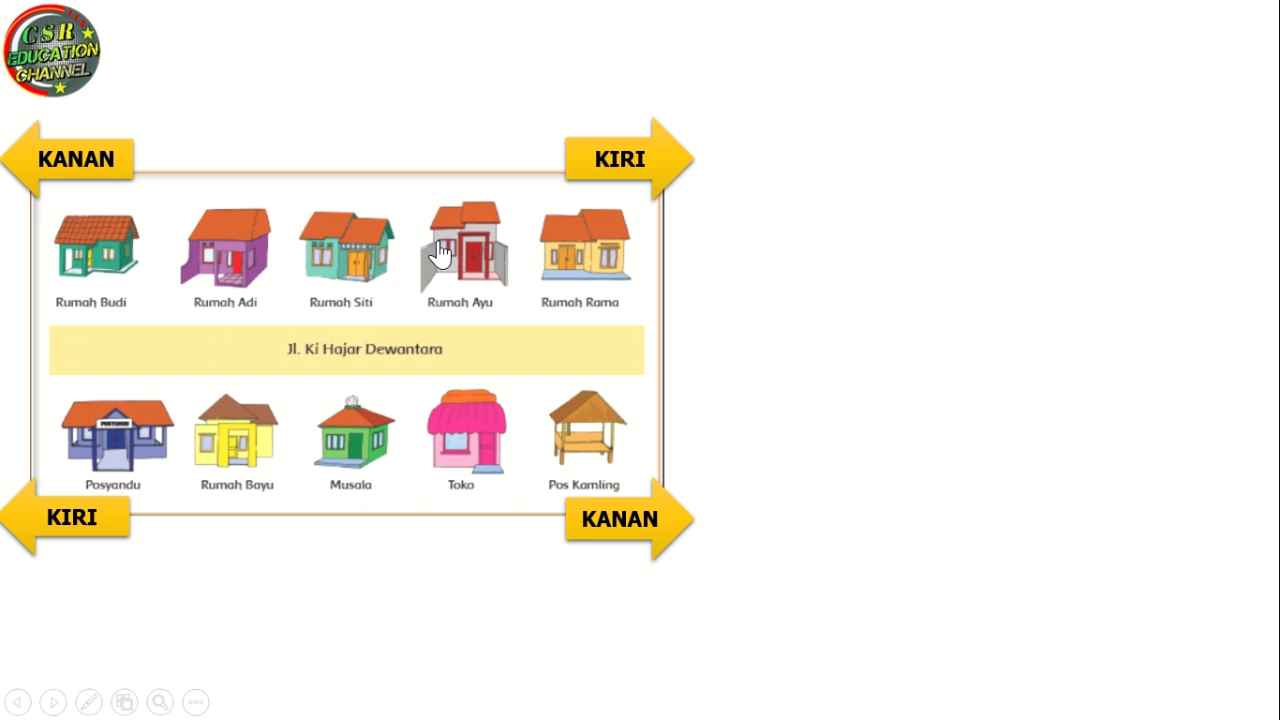 CSR
EDUCATION
CHANNEL
KANAN
KIRI
Rumah Budi
Rumah Adi
Rumah Siti
Rumah Ayu
Rumah Rama
Jl. Ki Hajar Dewantara
POSYANDU
Posyandu
Rumah Bayu
Musala
Toko
Pos Kamling
KIRI
KANAN